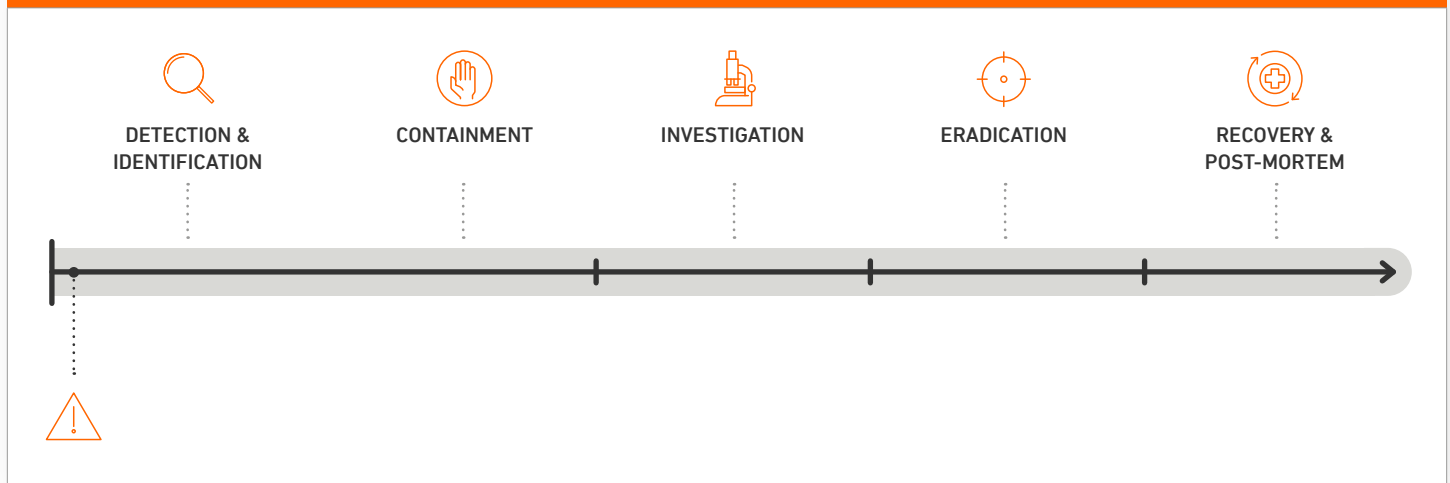 DETECTION &
IDENTIFICATION
CONTAINMENT
INVESTIGATION
ERADICATION
RECOVERY &
POST-MORTEM